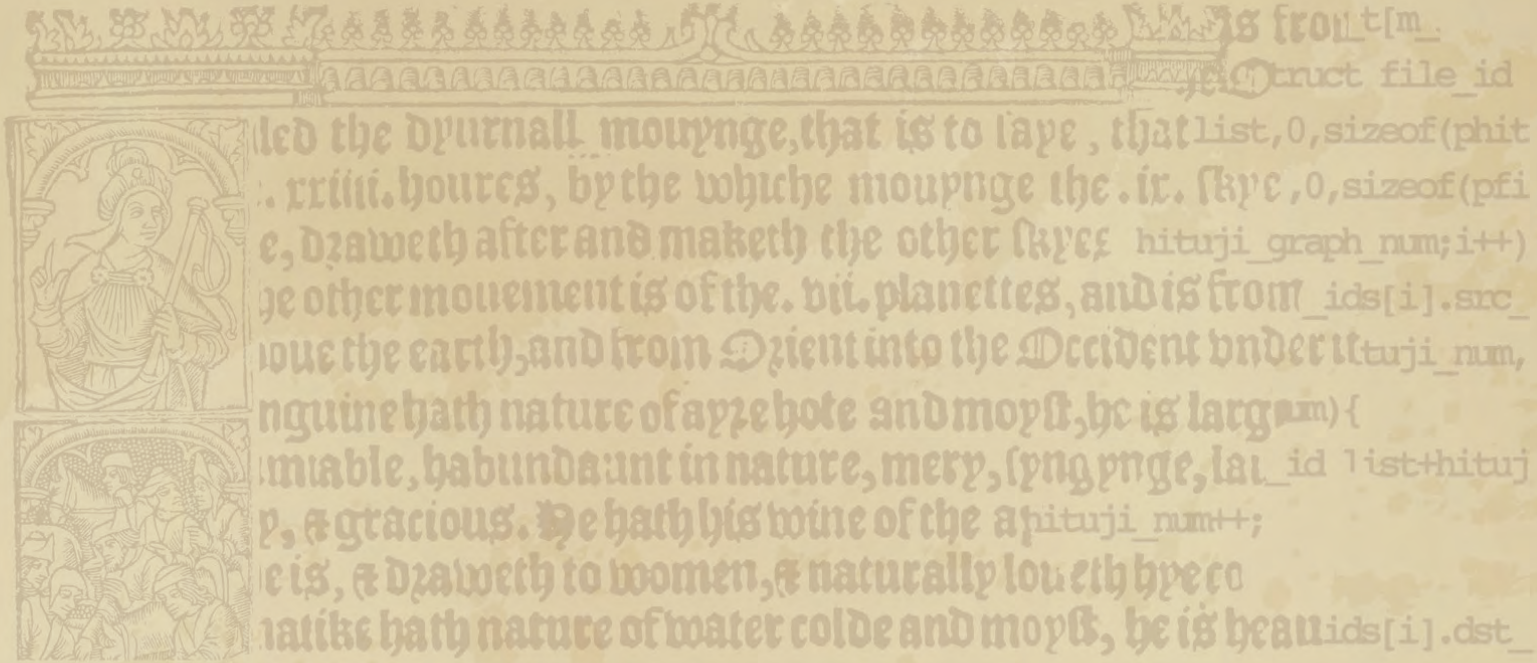 is from t[m_
struct file_id
led the dyurnall mouynge, that is to saye, that list,0,sizeof(phit
. xxiiii. houres, by the whiche mouynge the .ix. skye ,0,sizeof(pfi
e, draweth after and maketh the other skyes hituji_graph_num;i++)
he other mouement is of the .vii. planettes, and is from _ids[i].src_
oue the earth, and from Orient into the Occident vnder it tuji_num,
nguine hath nature of ayre hote and moyst, he is larg num){
miable, habundaunt in nature, mery, syngynge, lau _id list+hituj
y, & gracious. He hath his wine of the ap hituji_num++;
e is, & draweth to women, & naturally loueth hye co
matike hath nature of water colde and moyst, he is heau ids[i].dst_